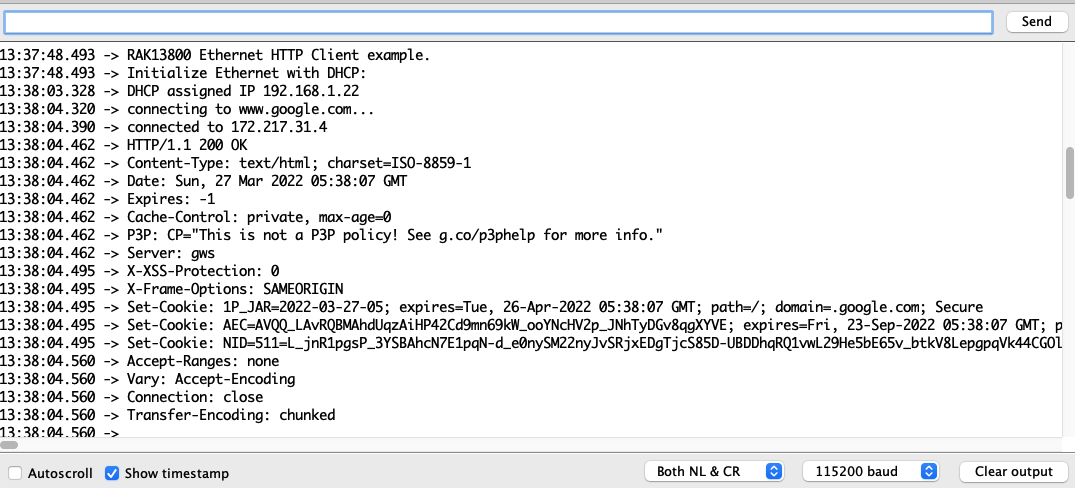 Send
13:37:48.493 -> RAK13800 Ethernet HTTP Client example.
13:37:48.493 -> Initialize Ethernet with DHCP:
13:38:03.328 -> DHCP assigned IP 192.168.1.22
13:38:04.320 -> connecting to www.google.com...
13:38:04.390 -> connected to 172.217.31.4
13:38:04.462 -> HTTP/1.1 200 OK
13:38:04.462 -> Content-Type: text/html; charset=ISO-8859-1
13:38:04.462 -> Date: Sun, 27 Mar 2022 05:38:07 GMT
13:38:04.462 -> Expires: -1
13:38:04.462 -> Cache-Control: private, max-age=0
13:38:04.462 -> P3P: CP="This is not a P3P policy! See g.co/p3phelp for more info."
13:38:04.462 -> Server: gws
13:38:04.495 -> X-XSS-Protection: 0
13:38:04.495 -> X-Frame-Options: SAMEORIGIN
13:38:04.495 -> Set-Cookie: 1P_JAR=2022-03-27-05; expires=Tue, 26-Apr-2022 05:38:07 GMT; path=/; domain=.google.com; Secure
13:38:04.495 -> Set-Cookie: AEC=AVQQ_LAvRQBMAhdUqzAiHP42Cd9mn69kW_ooYNcHV2p_JNhTyDGv8qgXYVE; expires=Fri, 23-Sep-2022 05:38:07 GMT; p
13:38:04.495 -> Set-Cookie: NID=511=L_jnR1pgsP_3YSBAhcN7E1pqN-d_e0nySM22nyJvSRjxEDgTjcS85D-UBDDhqRQ1vwL29He5bE65v_btkV8LepgpqVk44CGOl
13:38:04.560 -> Accept-Ranges: none
13:38:04.560 -> Vary: Accept-Encoding
13:38:04.560 -> Connection: close
13:38:04.560 -> Transfer-Encoding: chunked
13:38:04.560 ->
Autoscroll Show timestamp Both NL & CR 115200 baud Clear output